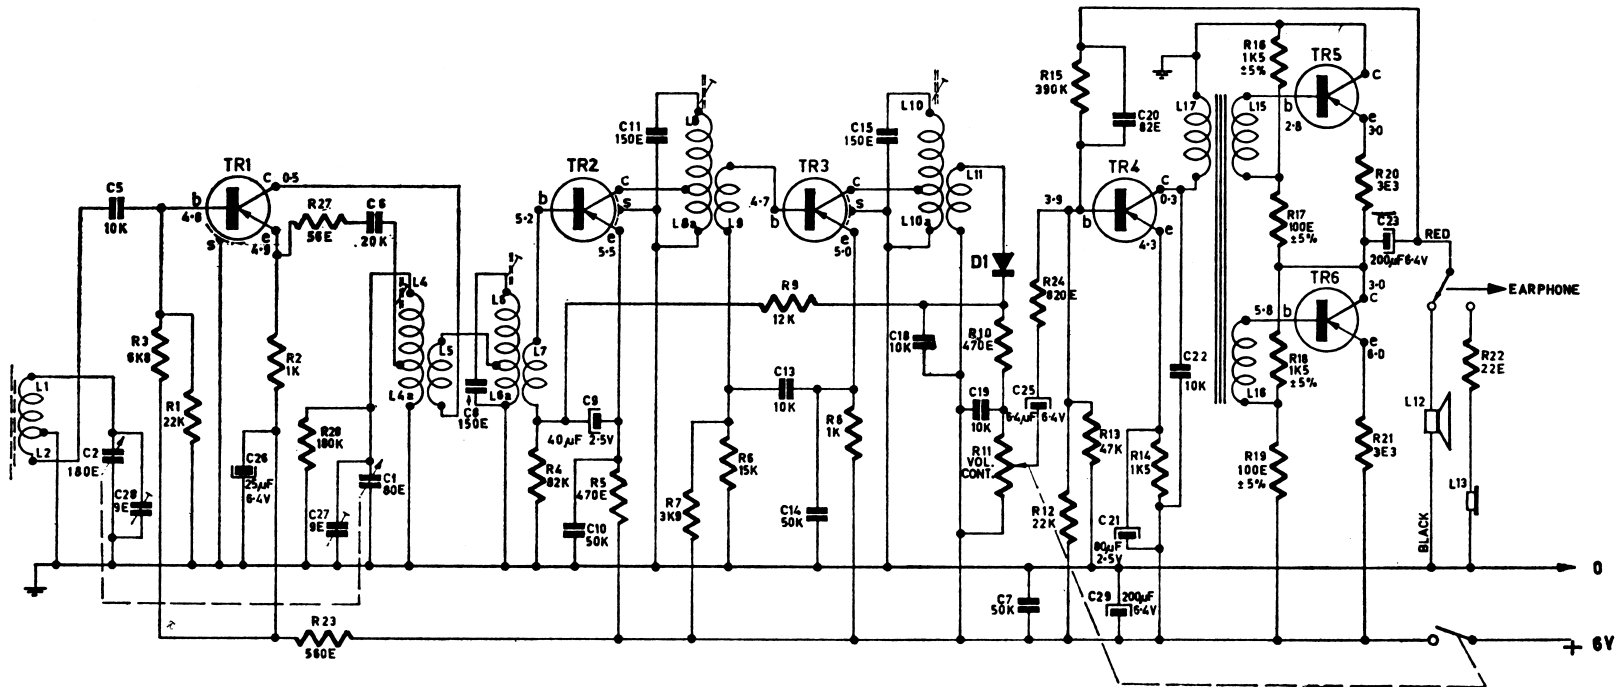 TR1
b
4.8
s
c 0.5
e
4.9
C5
10K
R27
56E
C6
20K
R3
6K8
R1
22K
R2
1K
L1
L2
C2
180E
C28
9E
C26
25µF
6.4V
R23
560E
R28
180K
C27
9E
C1
80E
L4
L4a
L5
L6a
L7
C8
150E
TR2
b
5.2
c
s
e
5.5
40µF 2.5V
R4
82K
R5
470E
C10
50K
C11
150E
L8a
L9
R9
12K
R7
3K9
R6
15K
C13
10K
C14
50K
1K
TR3
4.7
b
c
s
e
5.0
C15
150E
L10
L10a
L11
D1
C18
10K
R10
470E
C19
10K
R11
VOL.
CONT.
C25
6.4µF 6.4V
R24
820E
C7
50K
R15
390K
C20
82E
TR4
3.9
b
c
0.3
e
4.3
R12
22K
R13
47K
R14
1K5
C21
80µF
2.5V
C29 200µF
6.4V
C22
10K
L17
L15
L16
R16
1K5
±5%
R17
100E
±5%
R18
1K5
±5%
R19
100E
±5%
TR5
b
2.8
c
e
3.0
R20
3E3
C23
200µF 6.4V
RED
TR6
5.8 b
3.0
c
e
6.0
R21
3E3
EARPHONE
R22
22E
L12
L13
BLACK
0
+ 6V